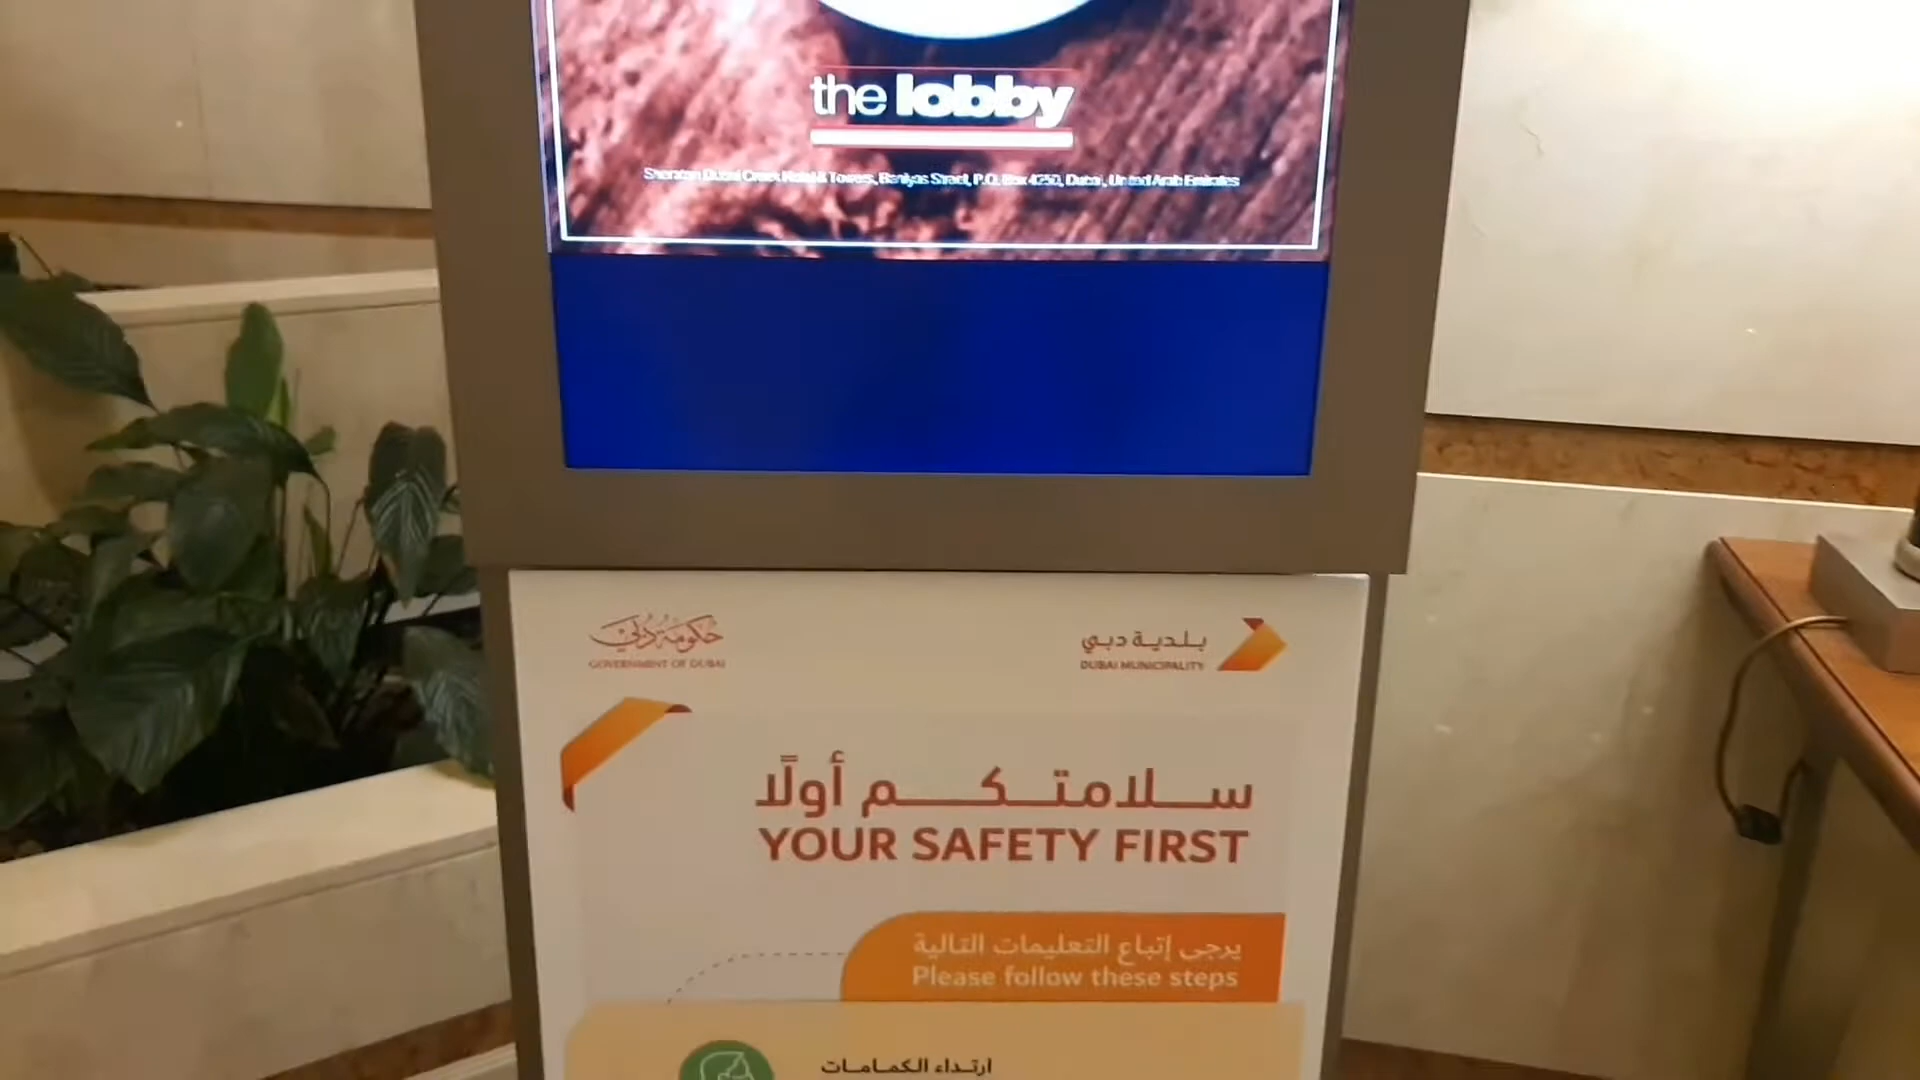 the lobby
Sheraton Dubai Creek Hotel & Towers, Baniyas Street, P.O. Box 4250, Dubai, United Arab Emirates
حكومة دبي
GOVERNMENT OF DUBAI
بلدية دبي
DUBAI MUNICIPALITY
سلامتكم أولًا
YOUR SAFETY FIRST
يرجى إتباع التعليمات التالية
Please follow these steps
ارتداء الكمامات